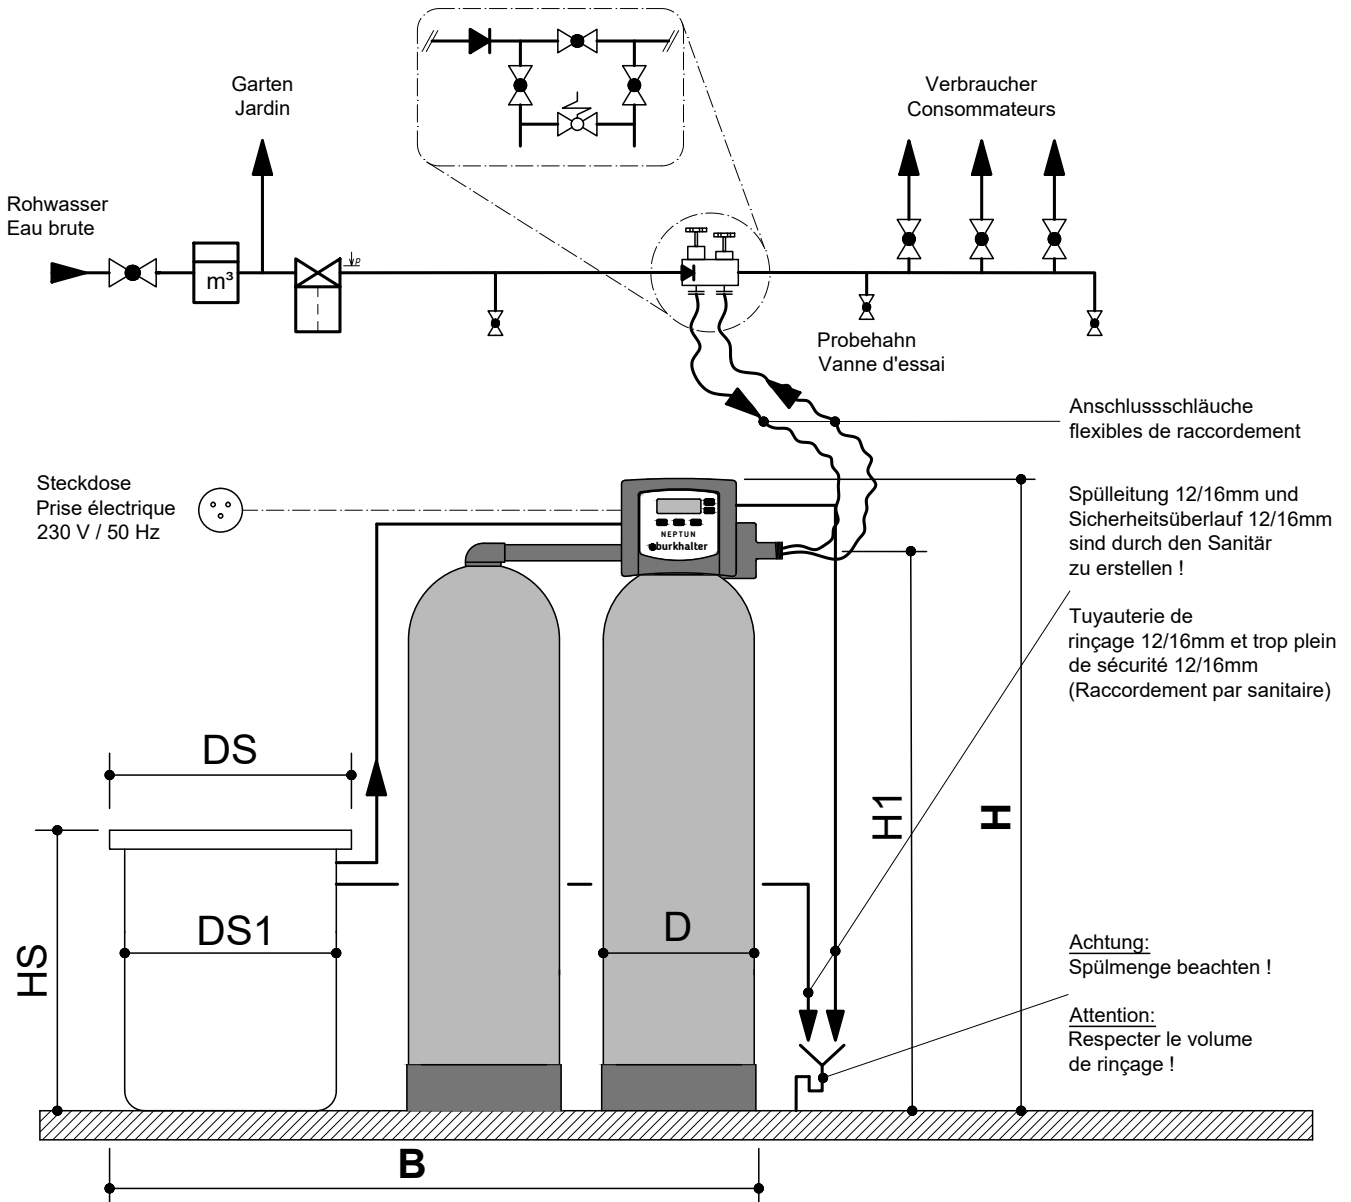 Garten
Jardin
Verbraucher
Consommateurs
Rohwasser
Eau brute
m³
p
Probehahn
Vanne d'essai
Anschlussschläuche
flexibles de raccordement
Steckdose
Prise électrique
230 V / 50 Hz
NEPTUN
burkhalter
Spülleitung 12/16mm und
Sicherheitsüberlauf 12/16mm
sind durch den Sanitär
zu erstellen !
Tuyauterie de
rinçage 12/16mm et trop plein
de sécurité 12/16mm
(Raccordement par sanitaire)
DS
H1
H
DS1
D
HS
Achtung:
Spülmenge beachten !
Attention:
Respecter le volume
de rinçage !
B